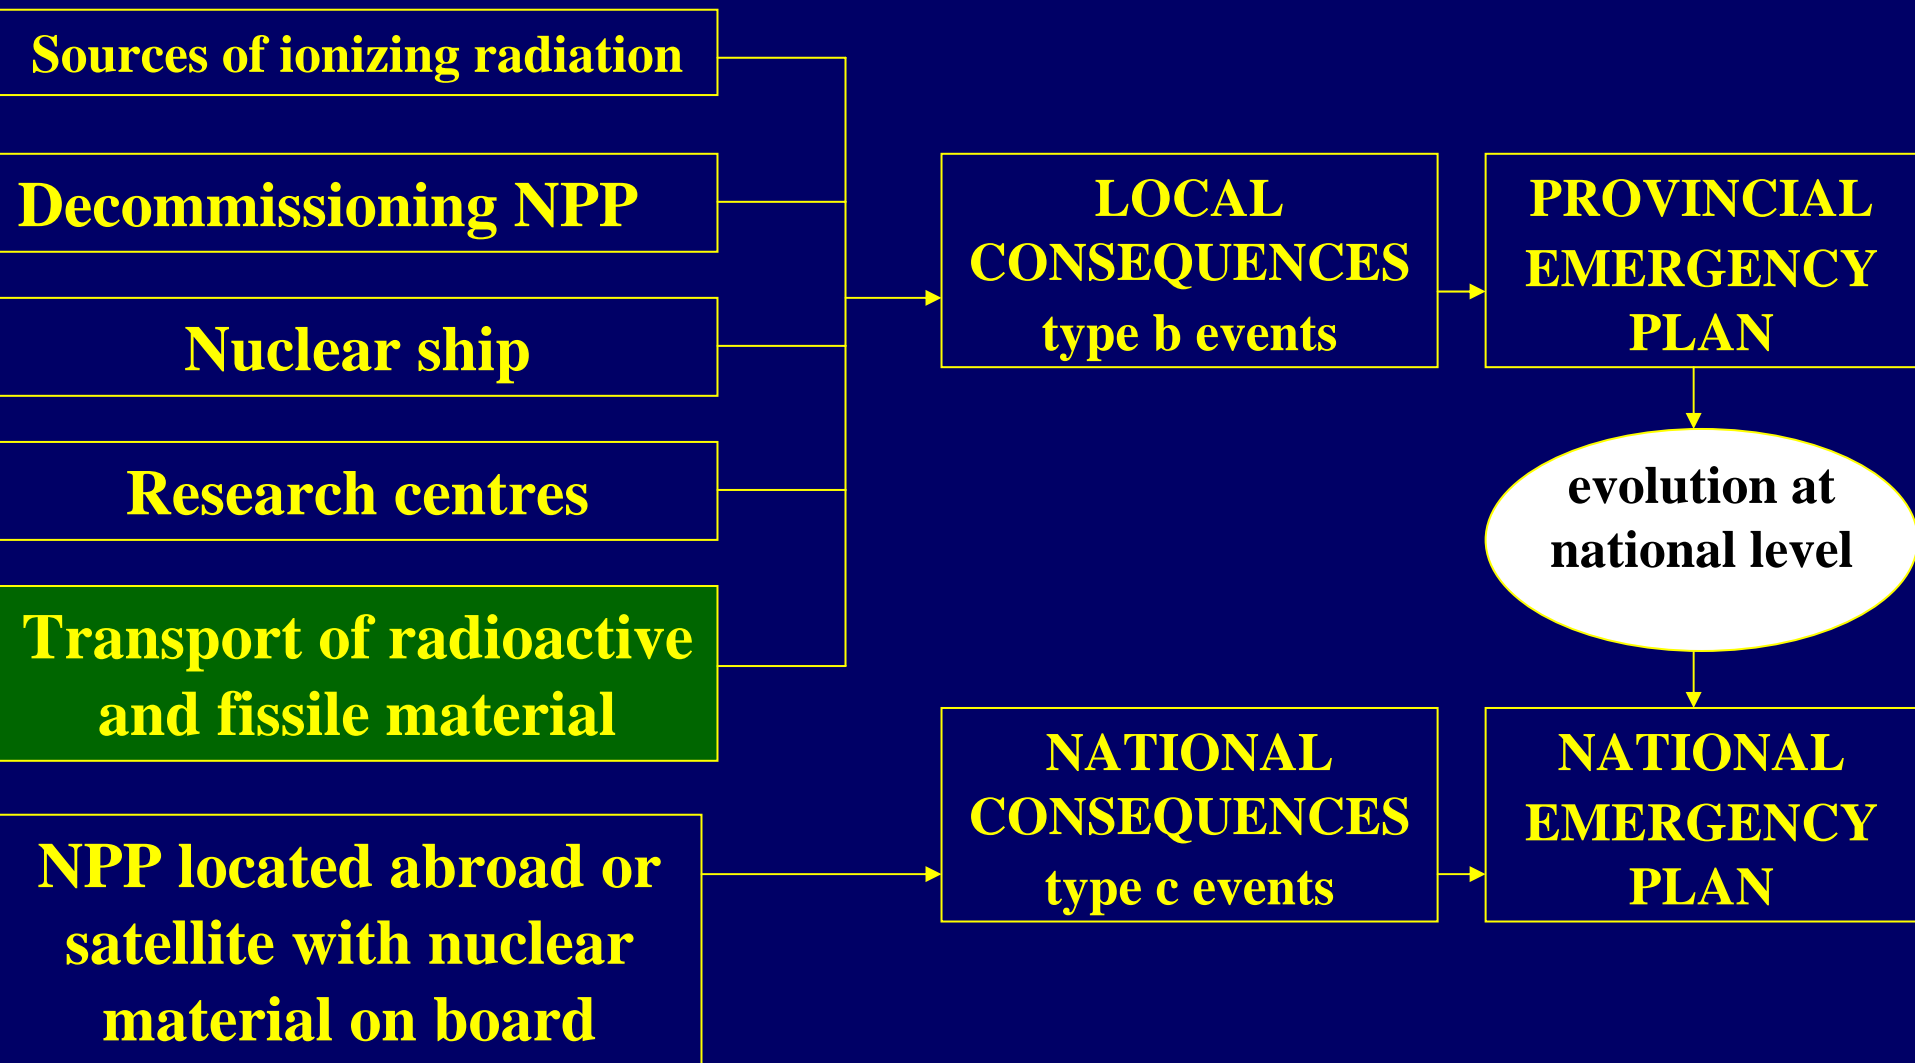 Sources of ionizing radiation
Decommissioning NPP
Nuclear ship
Research centres
Transport of radioactive
and fissile material
NPP located abroad or
satellite with nuclear
material on board
LOCAL
CONSEQUENCES
type b events
PROVINCIAL
EMERGENCY
PLAN
evolution at
national level
NATIONAL
CONSEQUENCES
type c events
NATIONAL
EMERGENCY
PLAN